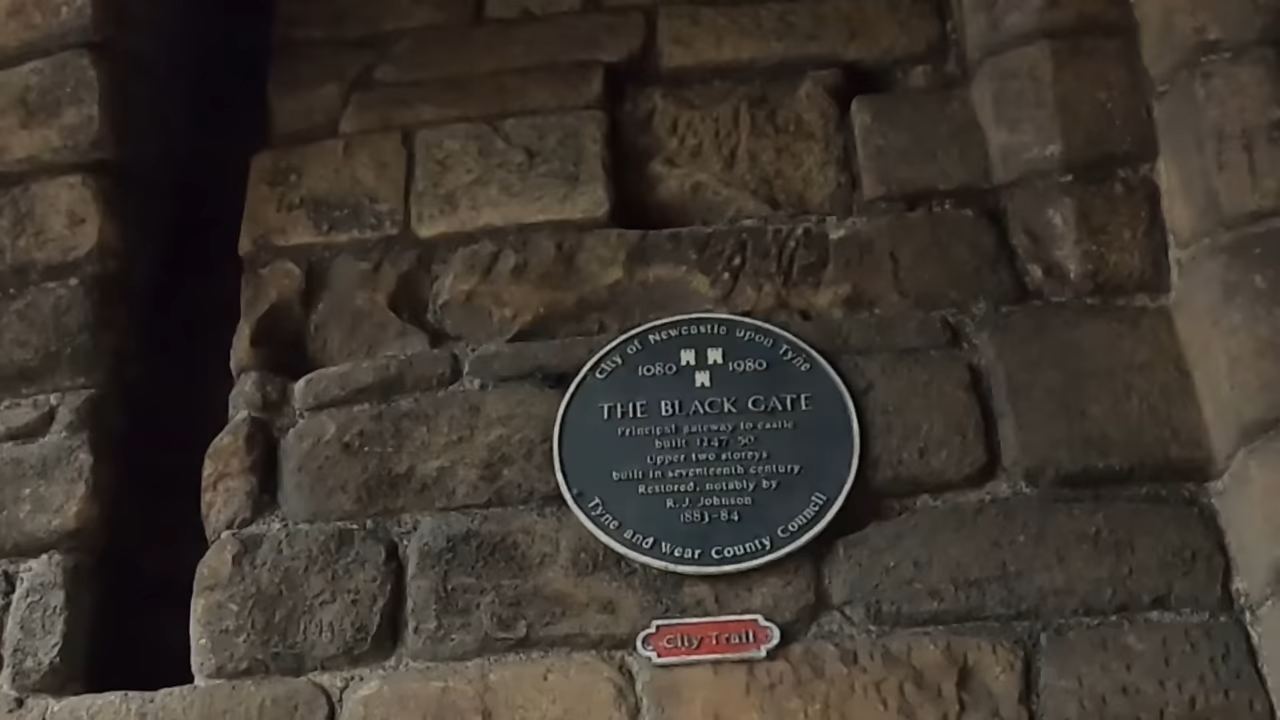 City of Newcastle upon Tyne
1080 1980
THE BLACK GATE
Principal gateway to castle
built 1247-50
Upper two storeys
built in seventeenth century
Restored, notably by
R. J. Johnson
1883-84
Tyne and Wear County Council
City Trail